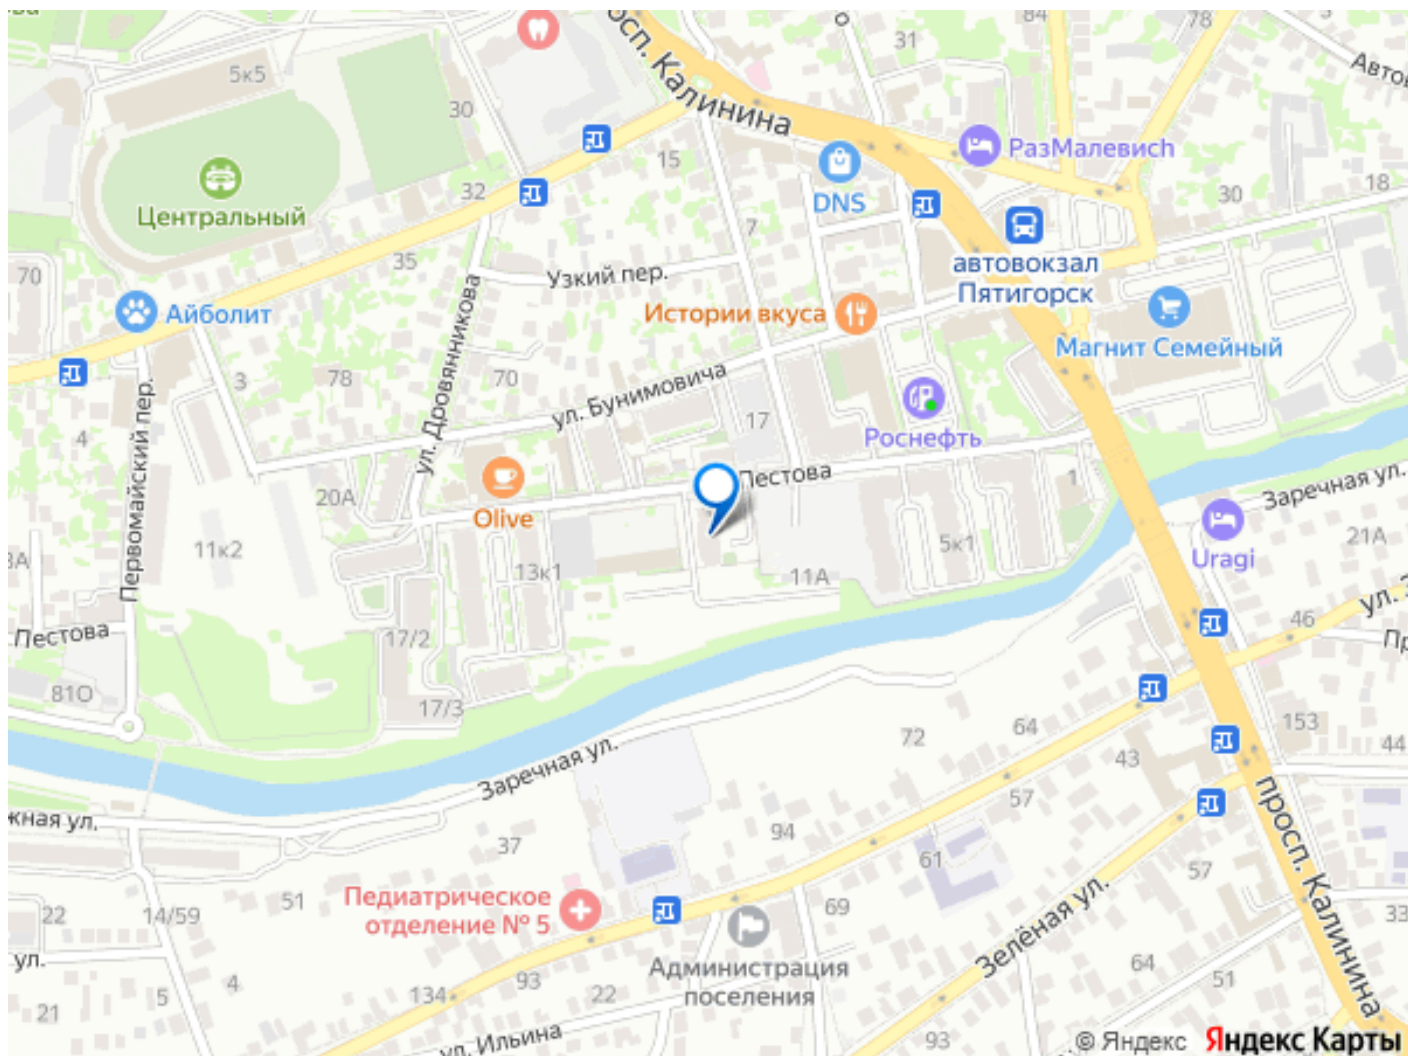 5к5
30
просп. Калинина
31
84
78
Автов
15
РазМалевич
DNS
7
30
18
32
Центральный
35
70
Узкий пер.
автовокзал
Пятигорск
Айболит
Истории вкуса
Магнит Семейный
3
78
70
ул. Дровянникова
ул. Бунимовича
4
Первомайский пер.
17
Роснефть
20А
Olive
Пестова
1
Заречная ул.
Uragi
21А
11к2
13к1
11А
5к1
Пестова
17/2
46
81О
17/3
72
64
153
44
43
Заречная ул.
57
жная ул.
37
94
61
57
просп. Калинина
22
14/59
51
Педиатрическое
отделение № 5
69
Зелёная ул.
33
ул.
Администрация
поселения
64
51
5
4
134
93
22
21
ул. Ильина
93
© Яндекс Яндекс Карты